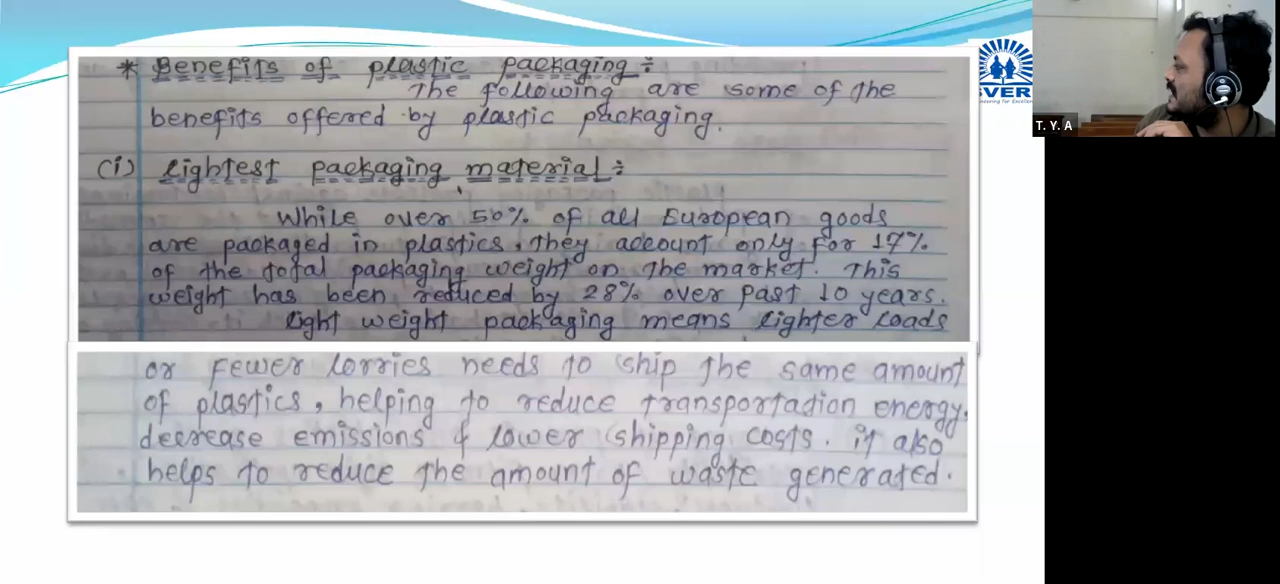 * Benefits of plastic packaging :-
The following are some of the
benefits offered by plastic packaging.
(i) Lightest packaging material :-
While over 50% of all European goods
are packaged in plastics, they account only for 17%
of the total packaging weight on the market. This
weight has been reduced by 28% over past 10 years.
Light weight packaging means lighter loads
or fewer lorries needs to ship the same amount
of plastics, helping to reduce transportation energy,
decrease emissions & lower shipping costs. it also
helps to reduce the amount of waste generated.
SVER
T. Y. A